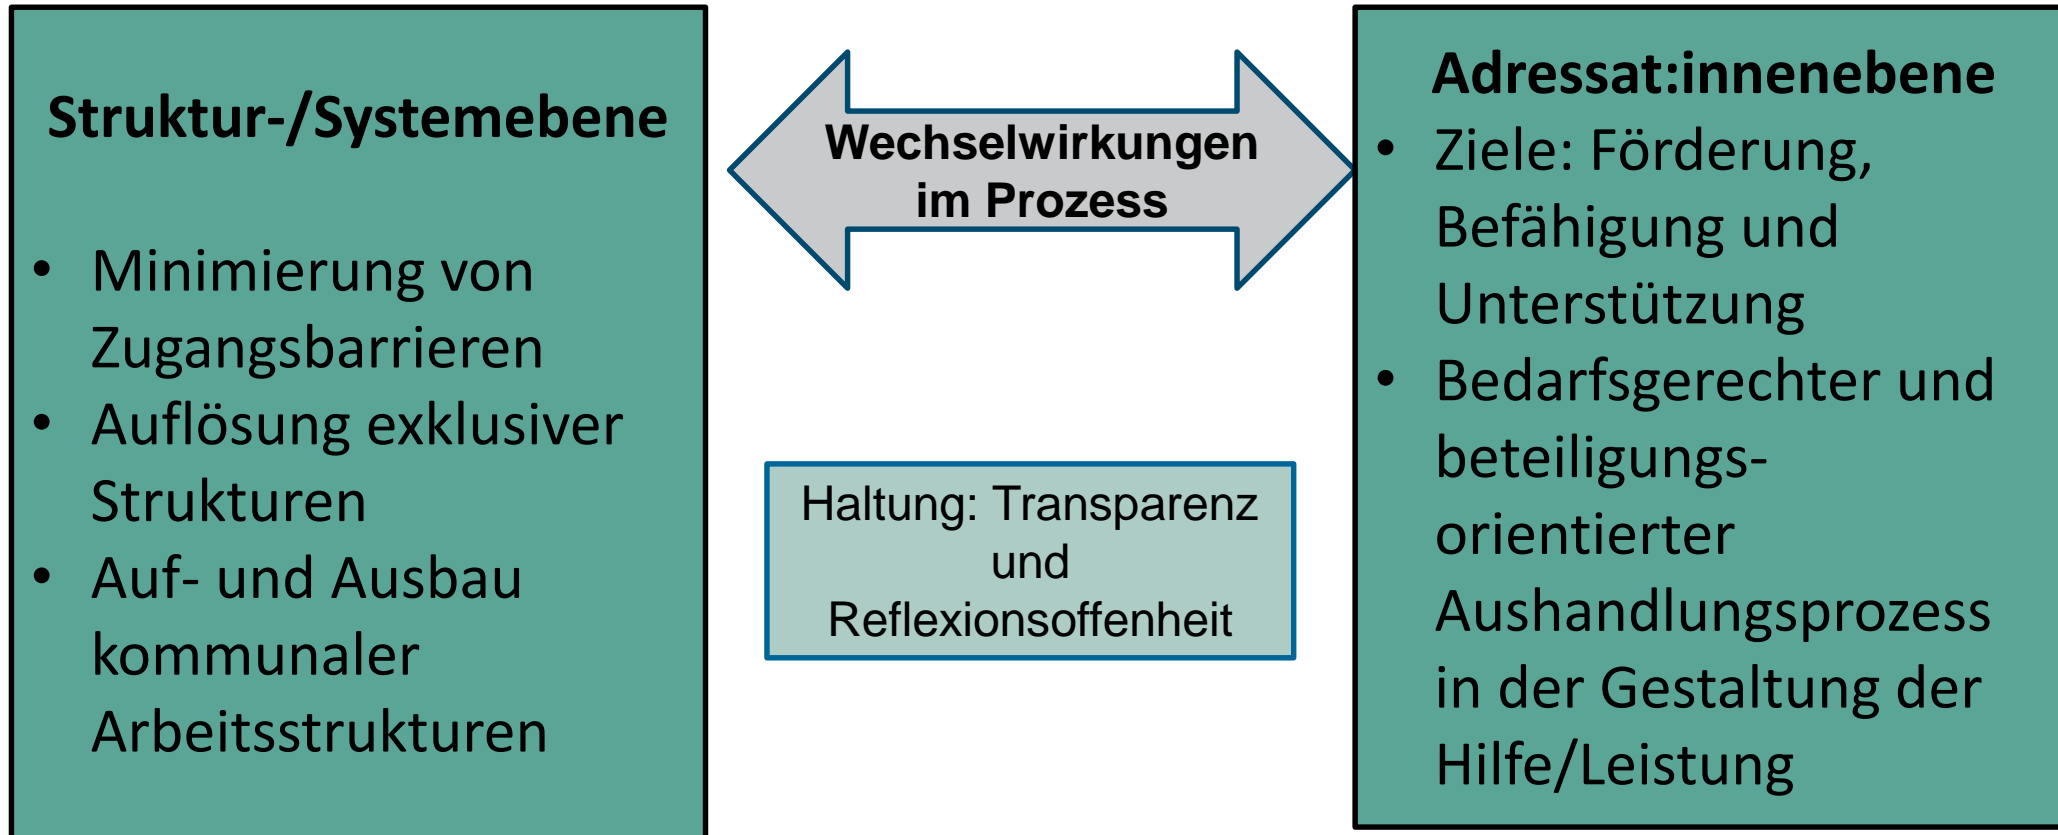 Struktur-/Systemebene
• Minimierung von
Zugangsbarrieren
• Auflösung exklusiver
Strukturen
• Auf- und Ausbau
kommunaler
Arbeitsstrukturen
Wechselwirkungen
im Prozess
Haltung: Transparenz
und
Reflexionsoffenheit
Adressat:innenebene
• Ziele: Förderung,
Befähigung und
Unterstützung
• Bedarfsgerechter und
beteiligungs-
orientierter
Aushandlungsprozess
in der Gestaltung der
Hilfe/Leistung